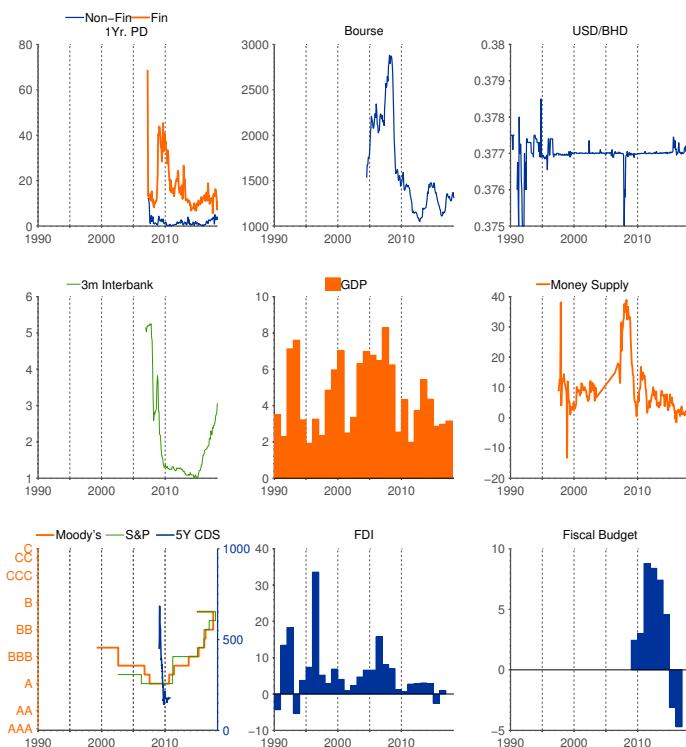 Non-Fin Fin
1Yr. PD
80
60
40
20
0
1990 2000 2010
Bourse
3000
2500
2000
1500
1000
1990 2000 2010
USD/BHD
0.38
0.379
0.378
0.377
0.376
0.375
1990 2000 2010
3m Interbank
6
5
4
3
2
1
1990 2000 2010
GDP
10
8
6
4
2
0
1990 2000 2010
Money Supply
40
30
20
10
0
−10
−20
1990 2000 2010
Moody's S&P 5Y CDS
C
CC
CCC
B
BB
BBB
A
AA
AAA
1000
500
0
1990 2000 2010
FDI
40
30
20
10
0
−10
1990 2000 2010
Fiscal Budget
10
5
0
−5
1990 2000 2010